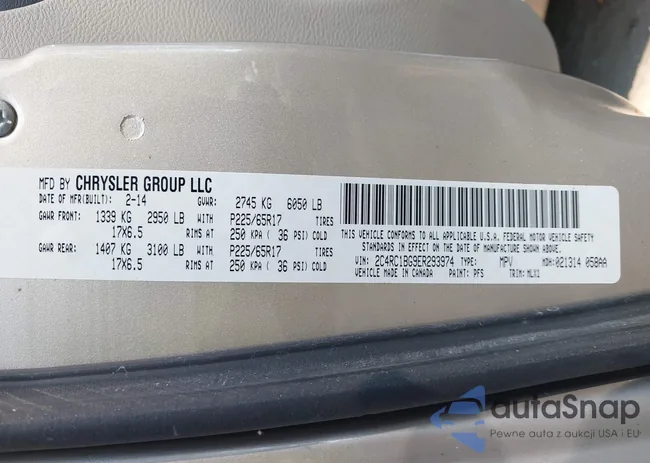 MFD BY CHRYSLER GROUP LLC
DATE OF MFR(BUILT): 2-14 GVWR: 2745 KG 6050 LB
GAWR FRONT: 1339 KG 2950 LB WITH P225/65R17 TIRES
17X6.5 RIMS AT 250 KPA ( 36 PSI) COLD
GAWR REAR: 1407 KG 3100 LB WITH P225/65R17 TIRES
17X6.5 RIMS AT 250 KPA ( 36 PSI) COLD
THIS VEHICLE CONFORMS TO ALL APPLICABLE U.S.A. FEDERAL MOTOR VEHICLE SAFETY
STANDARDS IN EFFECT ON THE DATE OF MANUFACTURE SHOWN ABOVE.
VIN: 2C4RC1BG9ER293974 TYPE: MPV MDH:021314 058AA
VEHICLE MADE IN CANADA PAINT: PFS TRIM: MLX1
autaSnap
Pewne auta z aukcji USA i EU